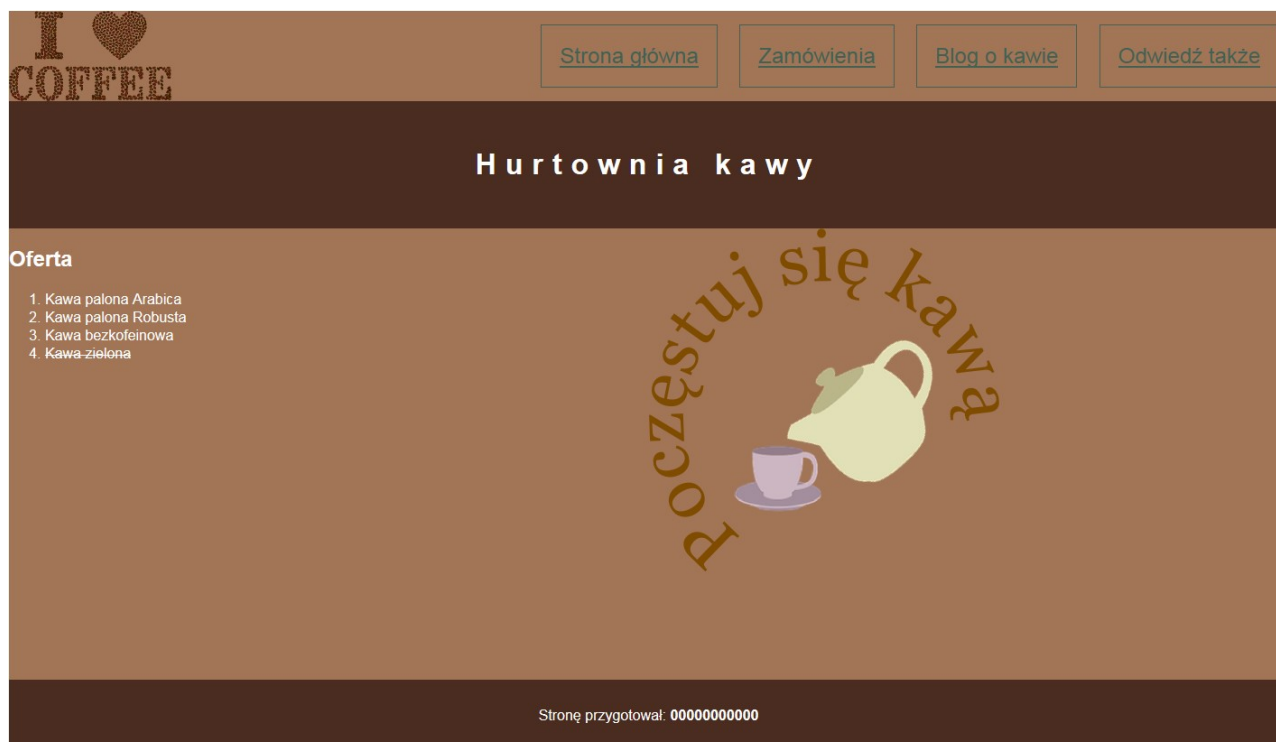 I
COFFEE
Strona główna Zamówienia Blog o kawie Odwiedź także
Hurtownia kawy
Oferta
1. Kawa palona Arabica
2. Kawa palona Robusta
3. Kawa bezkofeinowa
4. Kawa zielona
Poczęstuj się kawą
Stronę przygotował: 00000000000